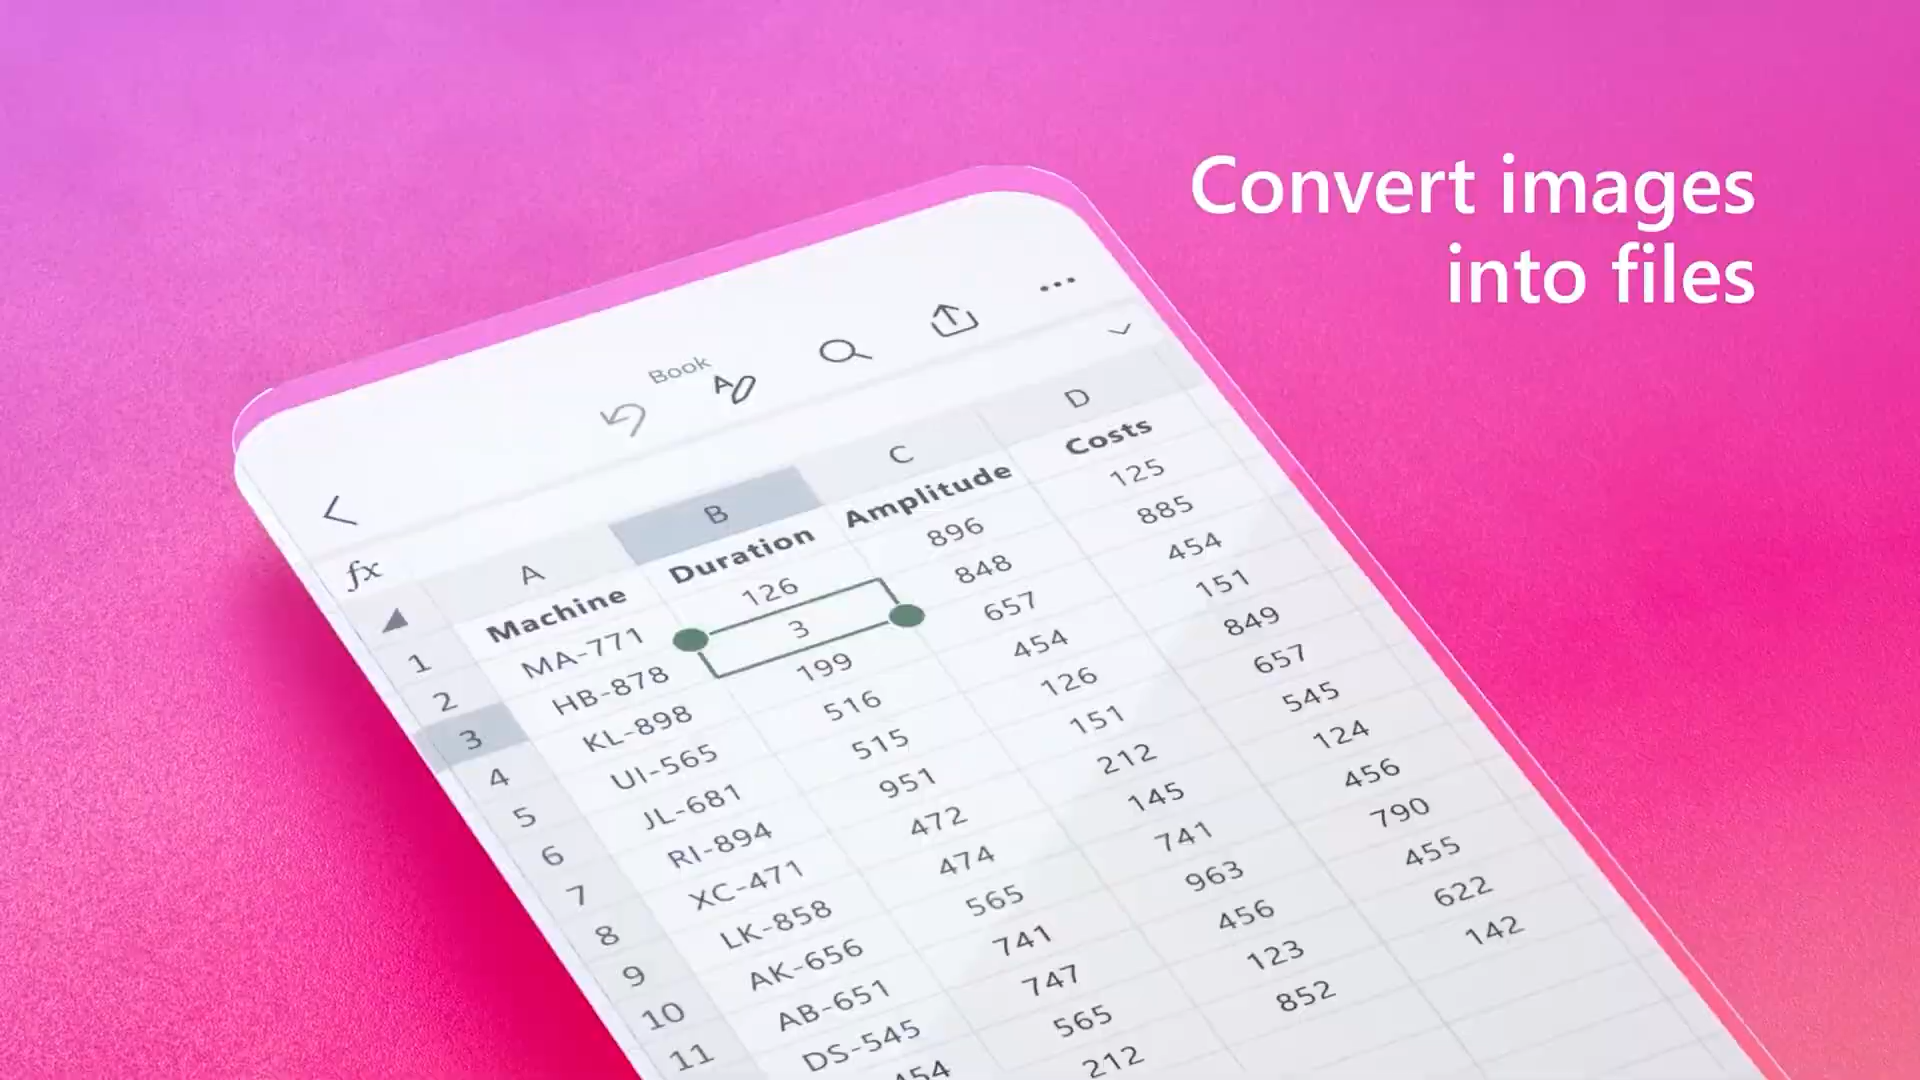 Convert images
into files
Book
fx
A B C D
1 Machine Duration Amplitude Costs
2 MA-771 126 896 125
3 HB-878 3 848 885
4 KL-898 199 657 454
5 UI-565 516 454 151
6 JL-681 515 126 849
7 RI-894 951 151 657
8 XC-471 472 212 545
9 LK-858 474 145 124
10 AK-656 565 741 456
11 AB-651 741 963 790
DS-545 747 456 455
565 123 622
212 852 142